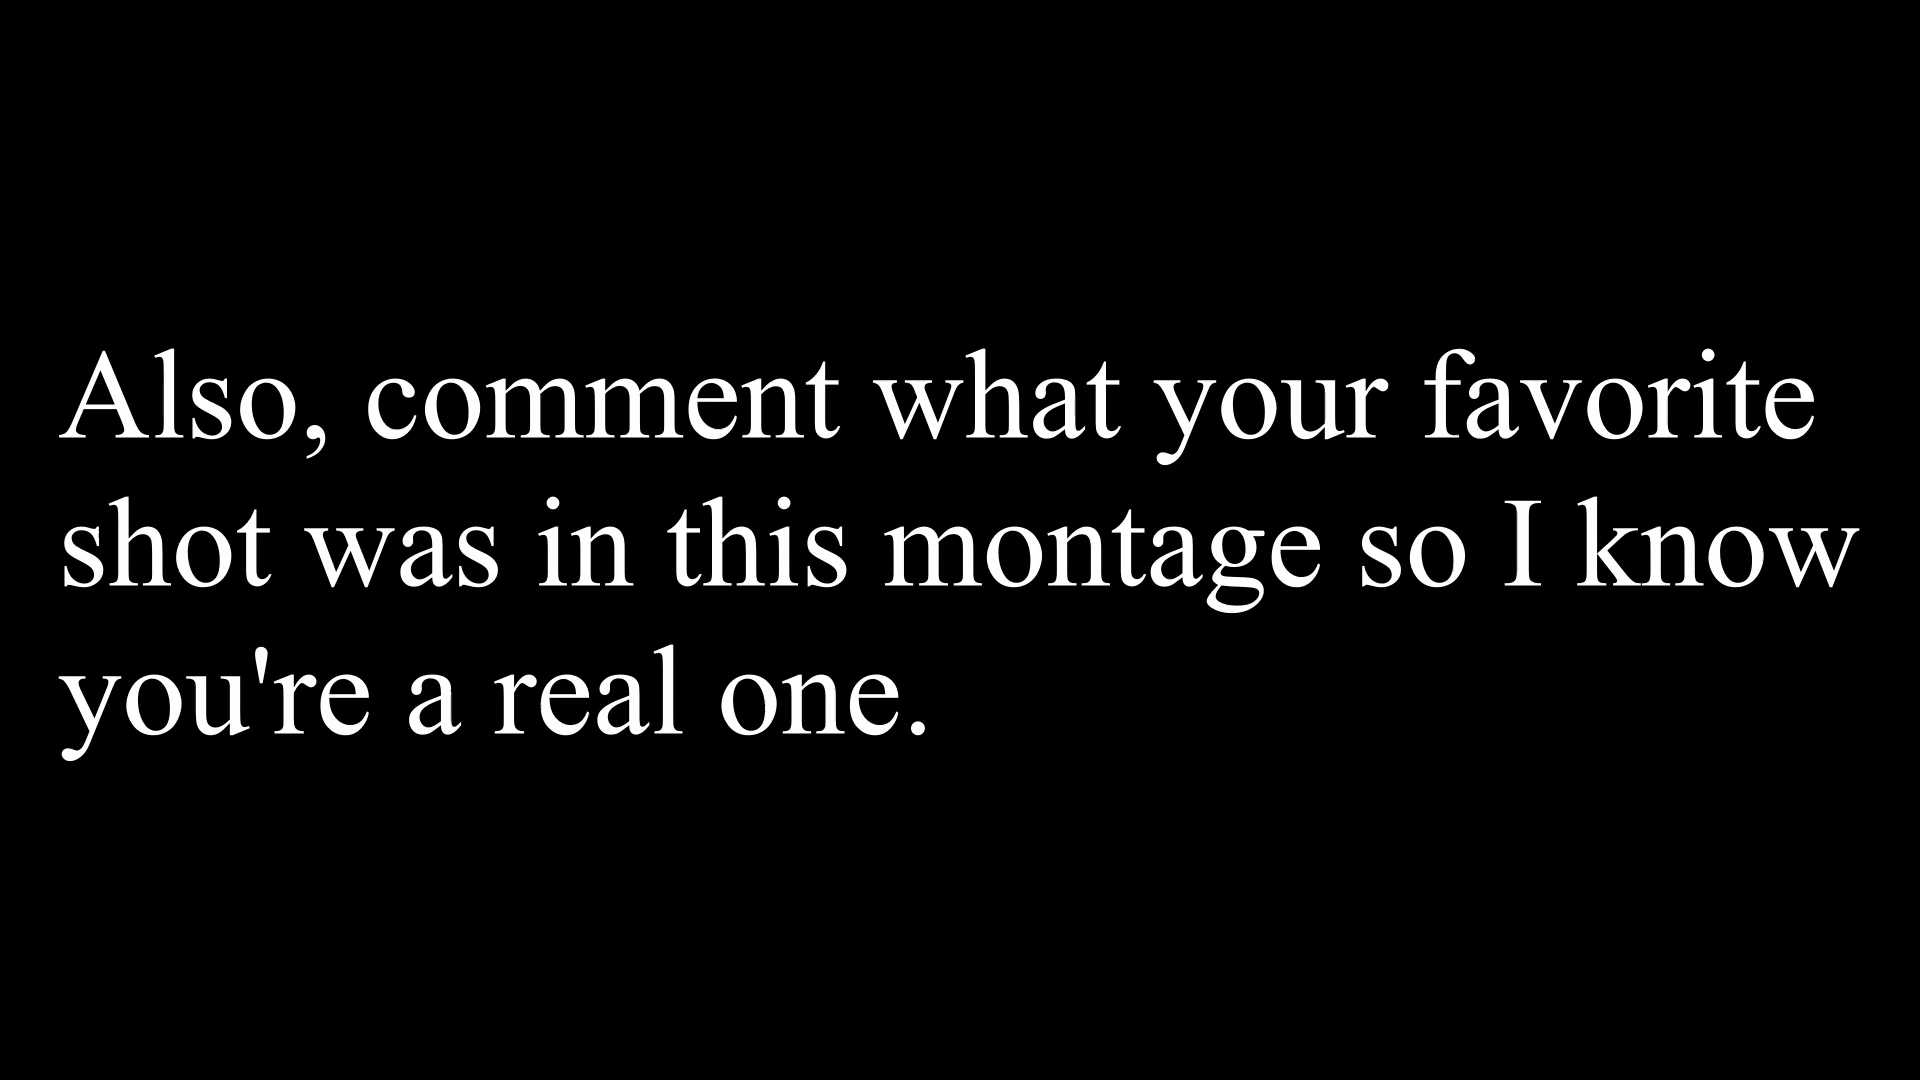 Also, comment what your favorite
shot was in this montage so I know
you're a real one.